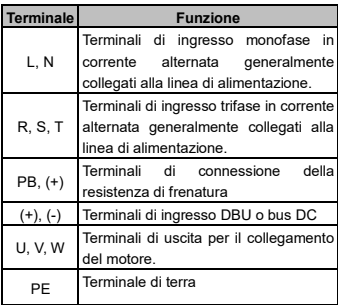 Terminale Funzione
L, N
Terminali di ingresso monofase in
corrente alternata generalmente
collegati alla linea di alimentazione.
R, S, T
Terminali di ingresso trifase in corrente
alternata generalmente collegati alla
linea di alimentazione.
PB, (+)
Terminali di connessione della
resistenza di frenatura
(+), (-) Terminali di ingresso DBU o bus DC
U, V, W
Terminali di uscita per il collegamento
del motore.
PE
Terminale di terra